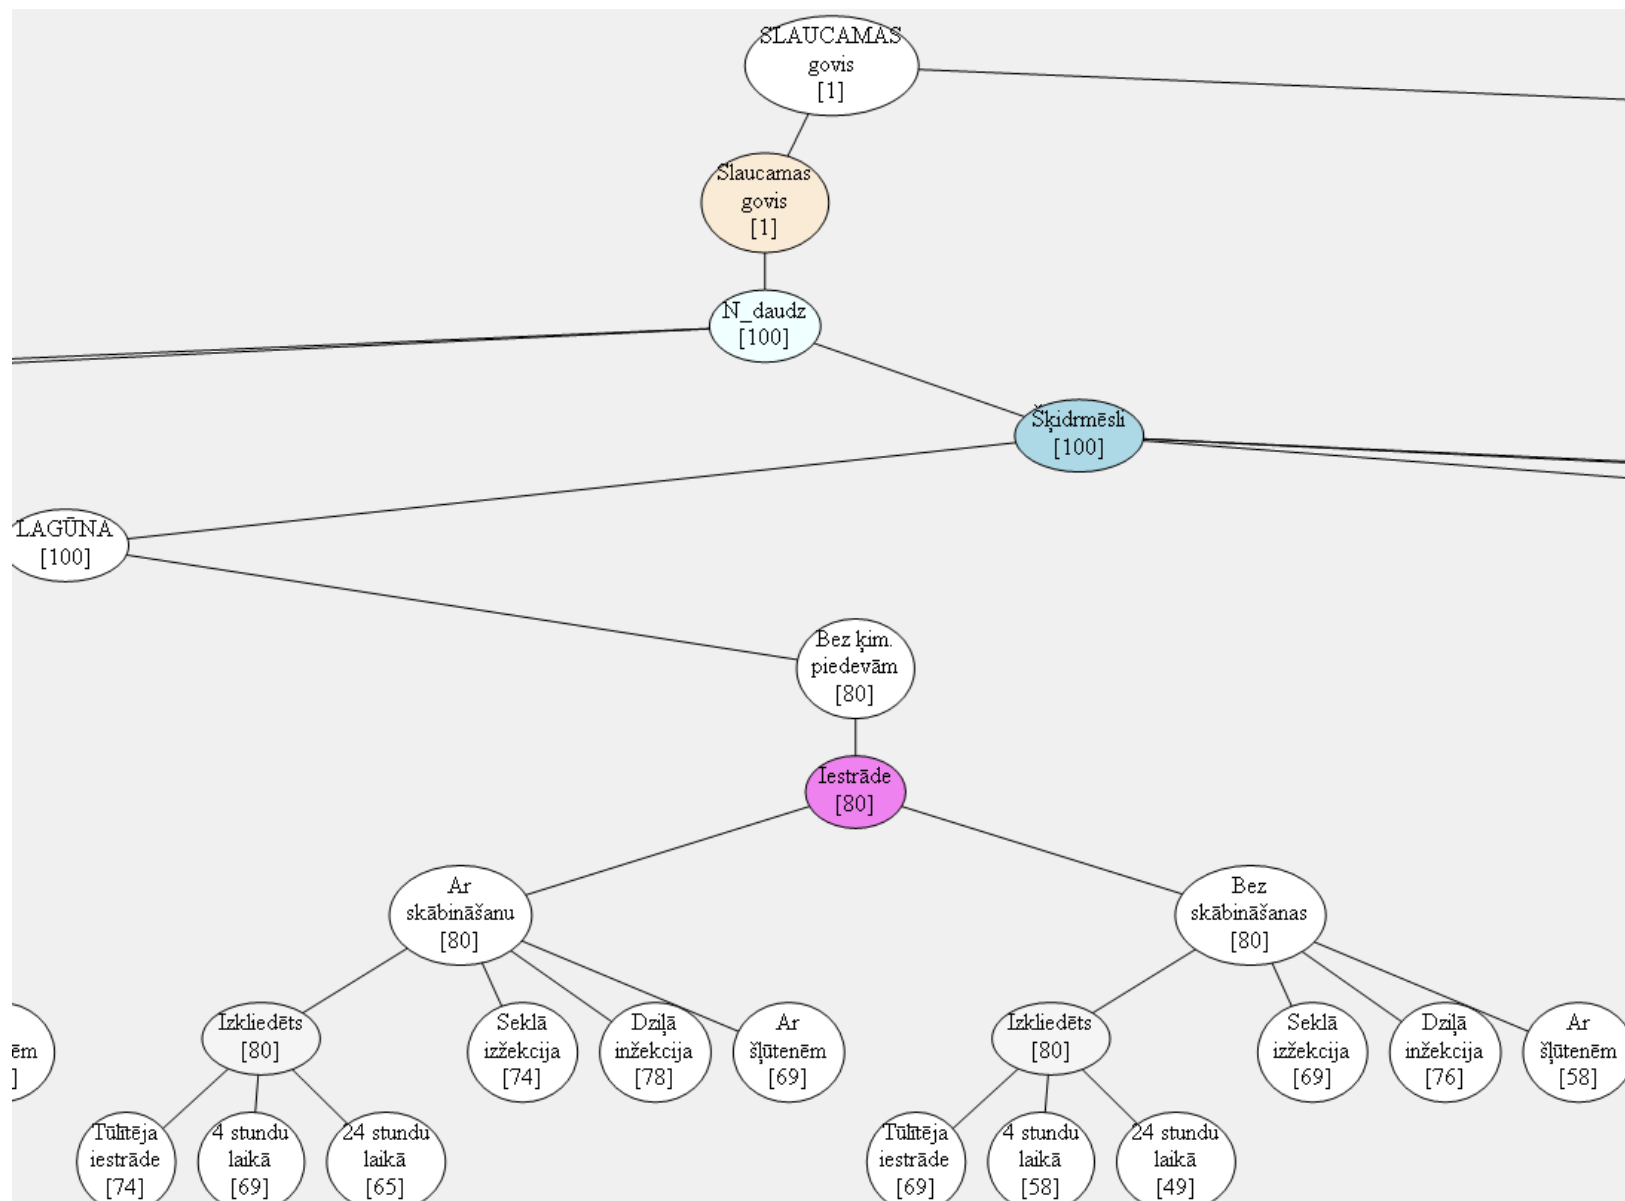 SLAUCAMAS
govis
[1]
Slaucamas
govis
[1]
N_daudz
[100]
Šķidrmēsli
[100]
LAGŪNA
[100]
Bez ķim.
piedevām
[80]
Iestrāde
[80]
Ar
skābināšanu
[80]
Bez
skābināšanas
[80]
ēm
]
Izkliedēts
[80]
Seklā
izžekcija
[74]
Dziļā
inžekcija
[78]
Ar
šļūtenēm
[69]
Izkliedēts
[80]
Seklā
izžekcija
[69]
Dziļā
inžekcija
[76]
Ar
šļūtenēm
[58]
Tūlītēja
iestrāde
[74]
4 stundu
laikā
[69]
24 stundu
laikā
[65]
Tūlītēja
iestrāde
[69]
4 stundu
laikā
[58]
24 stundu
laikā
[49]